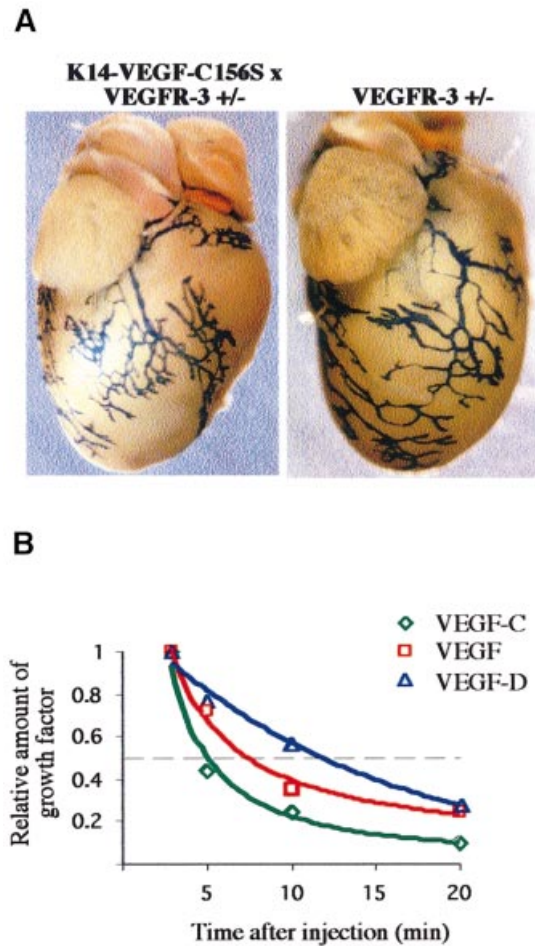 A
K14-VEGF-C156S x
VEGFR-3 +/-
VEGFR-3 +/-
B
VEGF-C
VEGF
VEGF-D
Relative amount of
growth factor
1
0.8
0.6
0.4
0.2
5
10
15
20
Time after injection (min)